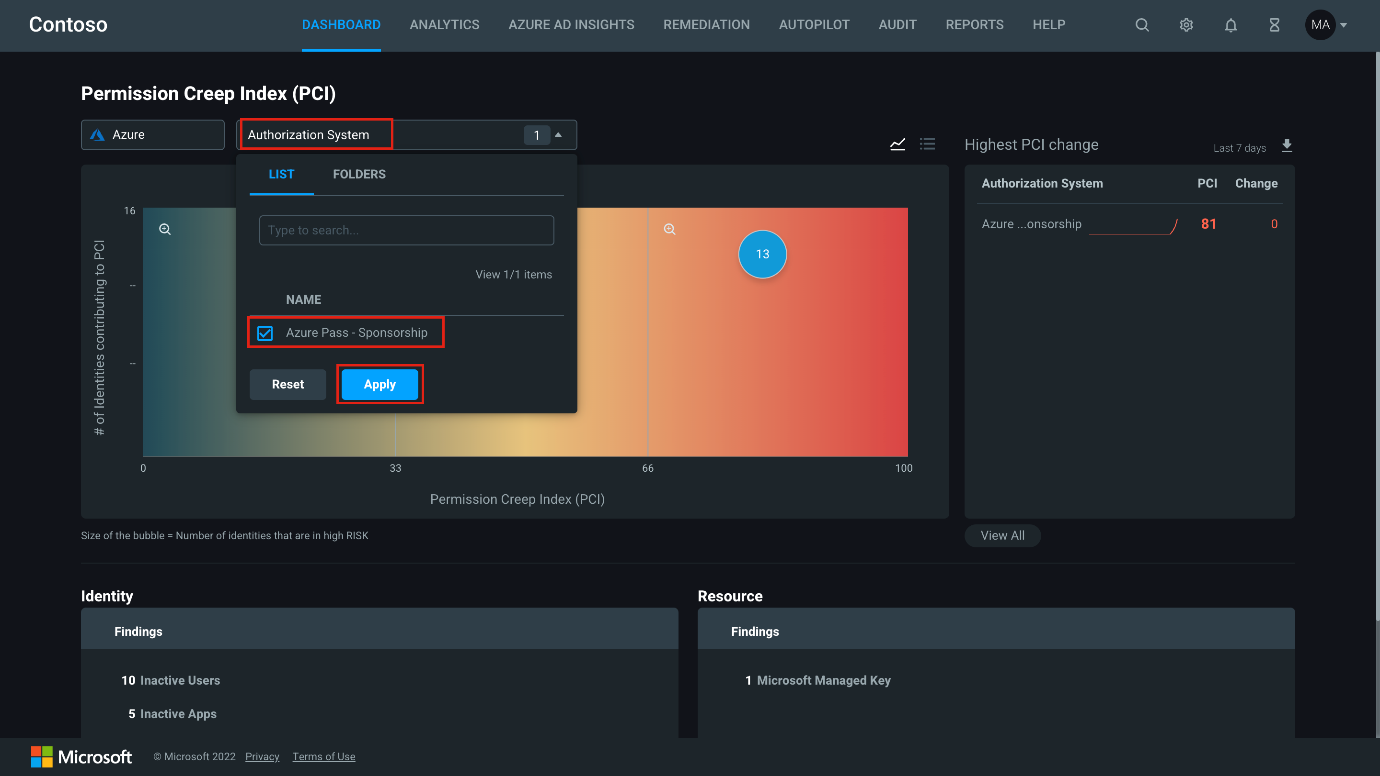 Contoso
DASHBOARD
ANALYTICS
AZURE AD INSIGHTS
REMEDIATION
AUTOPILOT
AUDIT
REPORTS
HELP
MA
Permission Creep Index (PCI)
Azure
Authorization System
1
LIST
FOLDERS
Type to search...
View 1/1 items
NAME
Azure Pass - Sponsorship
Reset
Apply
16
--
--
# of Identities contributing to PCI
13
0
33
66
100
Permission Creep Index (PCI)
Size of the bubble = Number of identities that are in high RISK
Highest PCI change
Last 7 days
Authorization System PCI Change
Azure ...onsorship 81 0
View All
Identity
Findings
10 Inactive Users
5 Inactive Apps
Resource
Findings
1 Microsoft Managed Key
Microsoft
© Microsoft 2022 Privacy Terms of Use